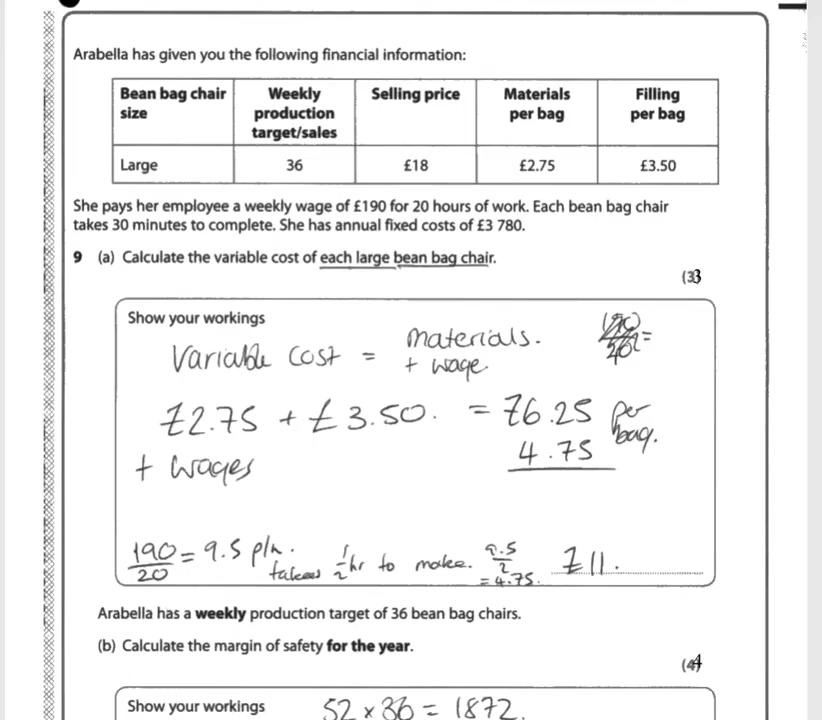 Arabella has given you the following financial information:
Bean bag chair size | Weekly production target/sales | Selling price | Materials per bag | Filling per bag
Large | 36 | £18 | £2.75 | £3.50
She pays her employee a weekly wage of £190 for 20 hours of work. Each bean bag chair
takes 30 minutes to complete. She has annual fixed costs of £3 780.
9 (a) Calculate the variable cost of each large bean bag chair.
(3)3
Show your workings
Variable cost = materials. + wage.
£2.75 + £3.50. = £6.25 per bag.
+ wages
4.75
190/20 = 9.5 p/h. takes 1/2 hr to make. 9.5/2 = 4.75. £11.
Arabella has a weekly production target of 36 bean bag chairs.
(b) Calculate the margin of safety for the year.
(4)4
Show your workings
52 x 36 = 1872.